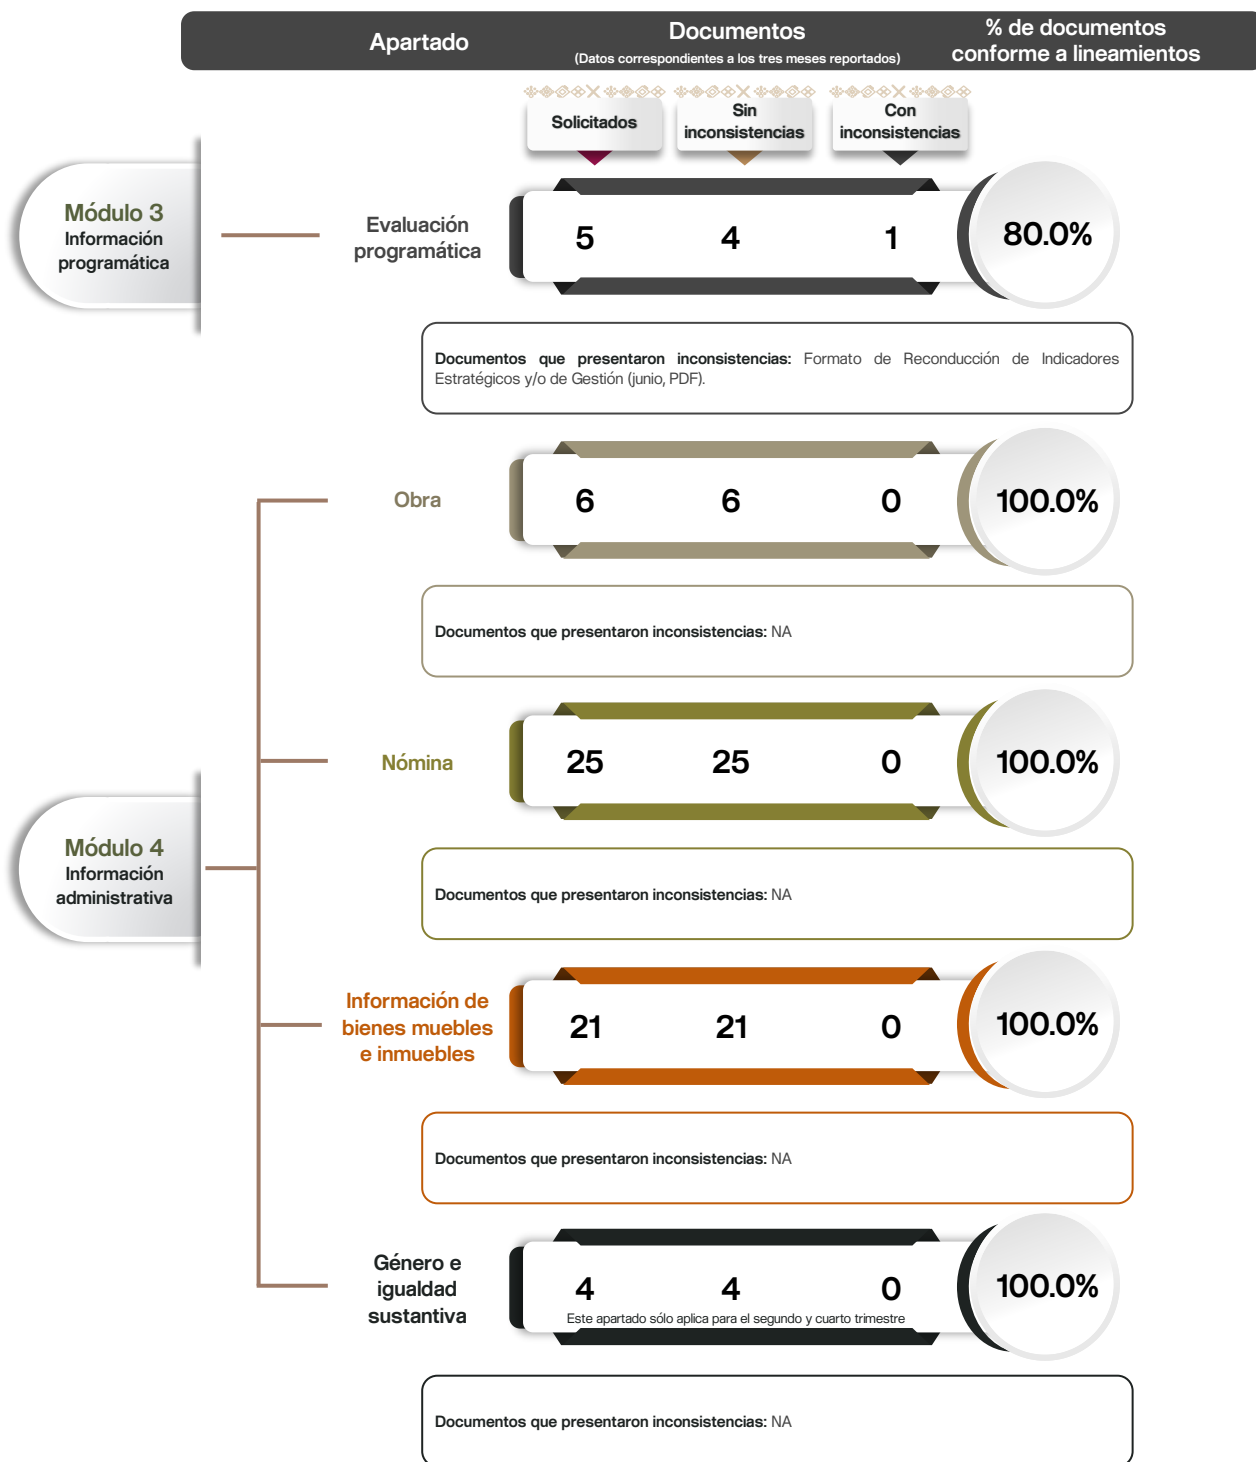 Apartado
Documentos
(Datos correspondientes a los tres meses reportados)
% de documentos
conforme a lineamientos
Solicitados
Sin
inconsistencias
Con
inconsistencias
Módulo 3
Información
programática
Evaluación
programática
5 4 1 80.0%
Documentos que presentaron inconsistencias: Formato de Reconducción de Indicadores
Estratégicos y/o de Gestión (junio, PDF).
Obra
6 6 0 100.0%
Documentos que presentaron inconsistencias: NA
Nómina
25 25 0 100.0%
Documentos que presentaron inconsistencias: NA
Módulo 4
Información
administrativa
Información de
bienes muebles
e inmuebles
21 21 0 100.0%
Documentos que presentaron inconsistencias: NA
Género e
igualdad
sustantiva
4 4 0 100.0%
Este apartado sólo aplica para el segundo y cuarto trimestre
Documentos que presentaron inconsistencias: NA